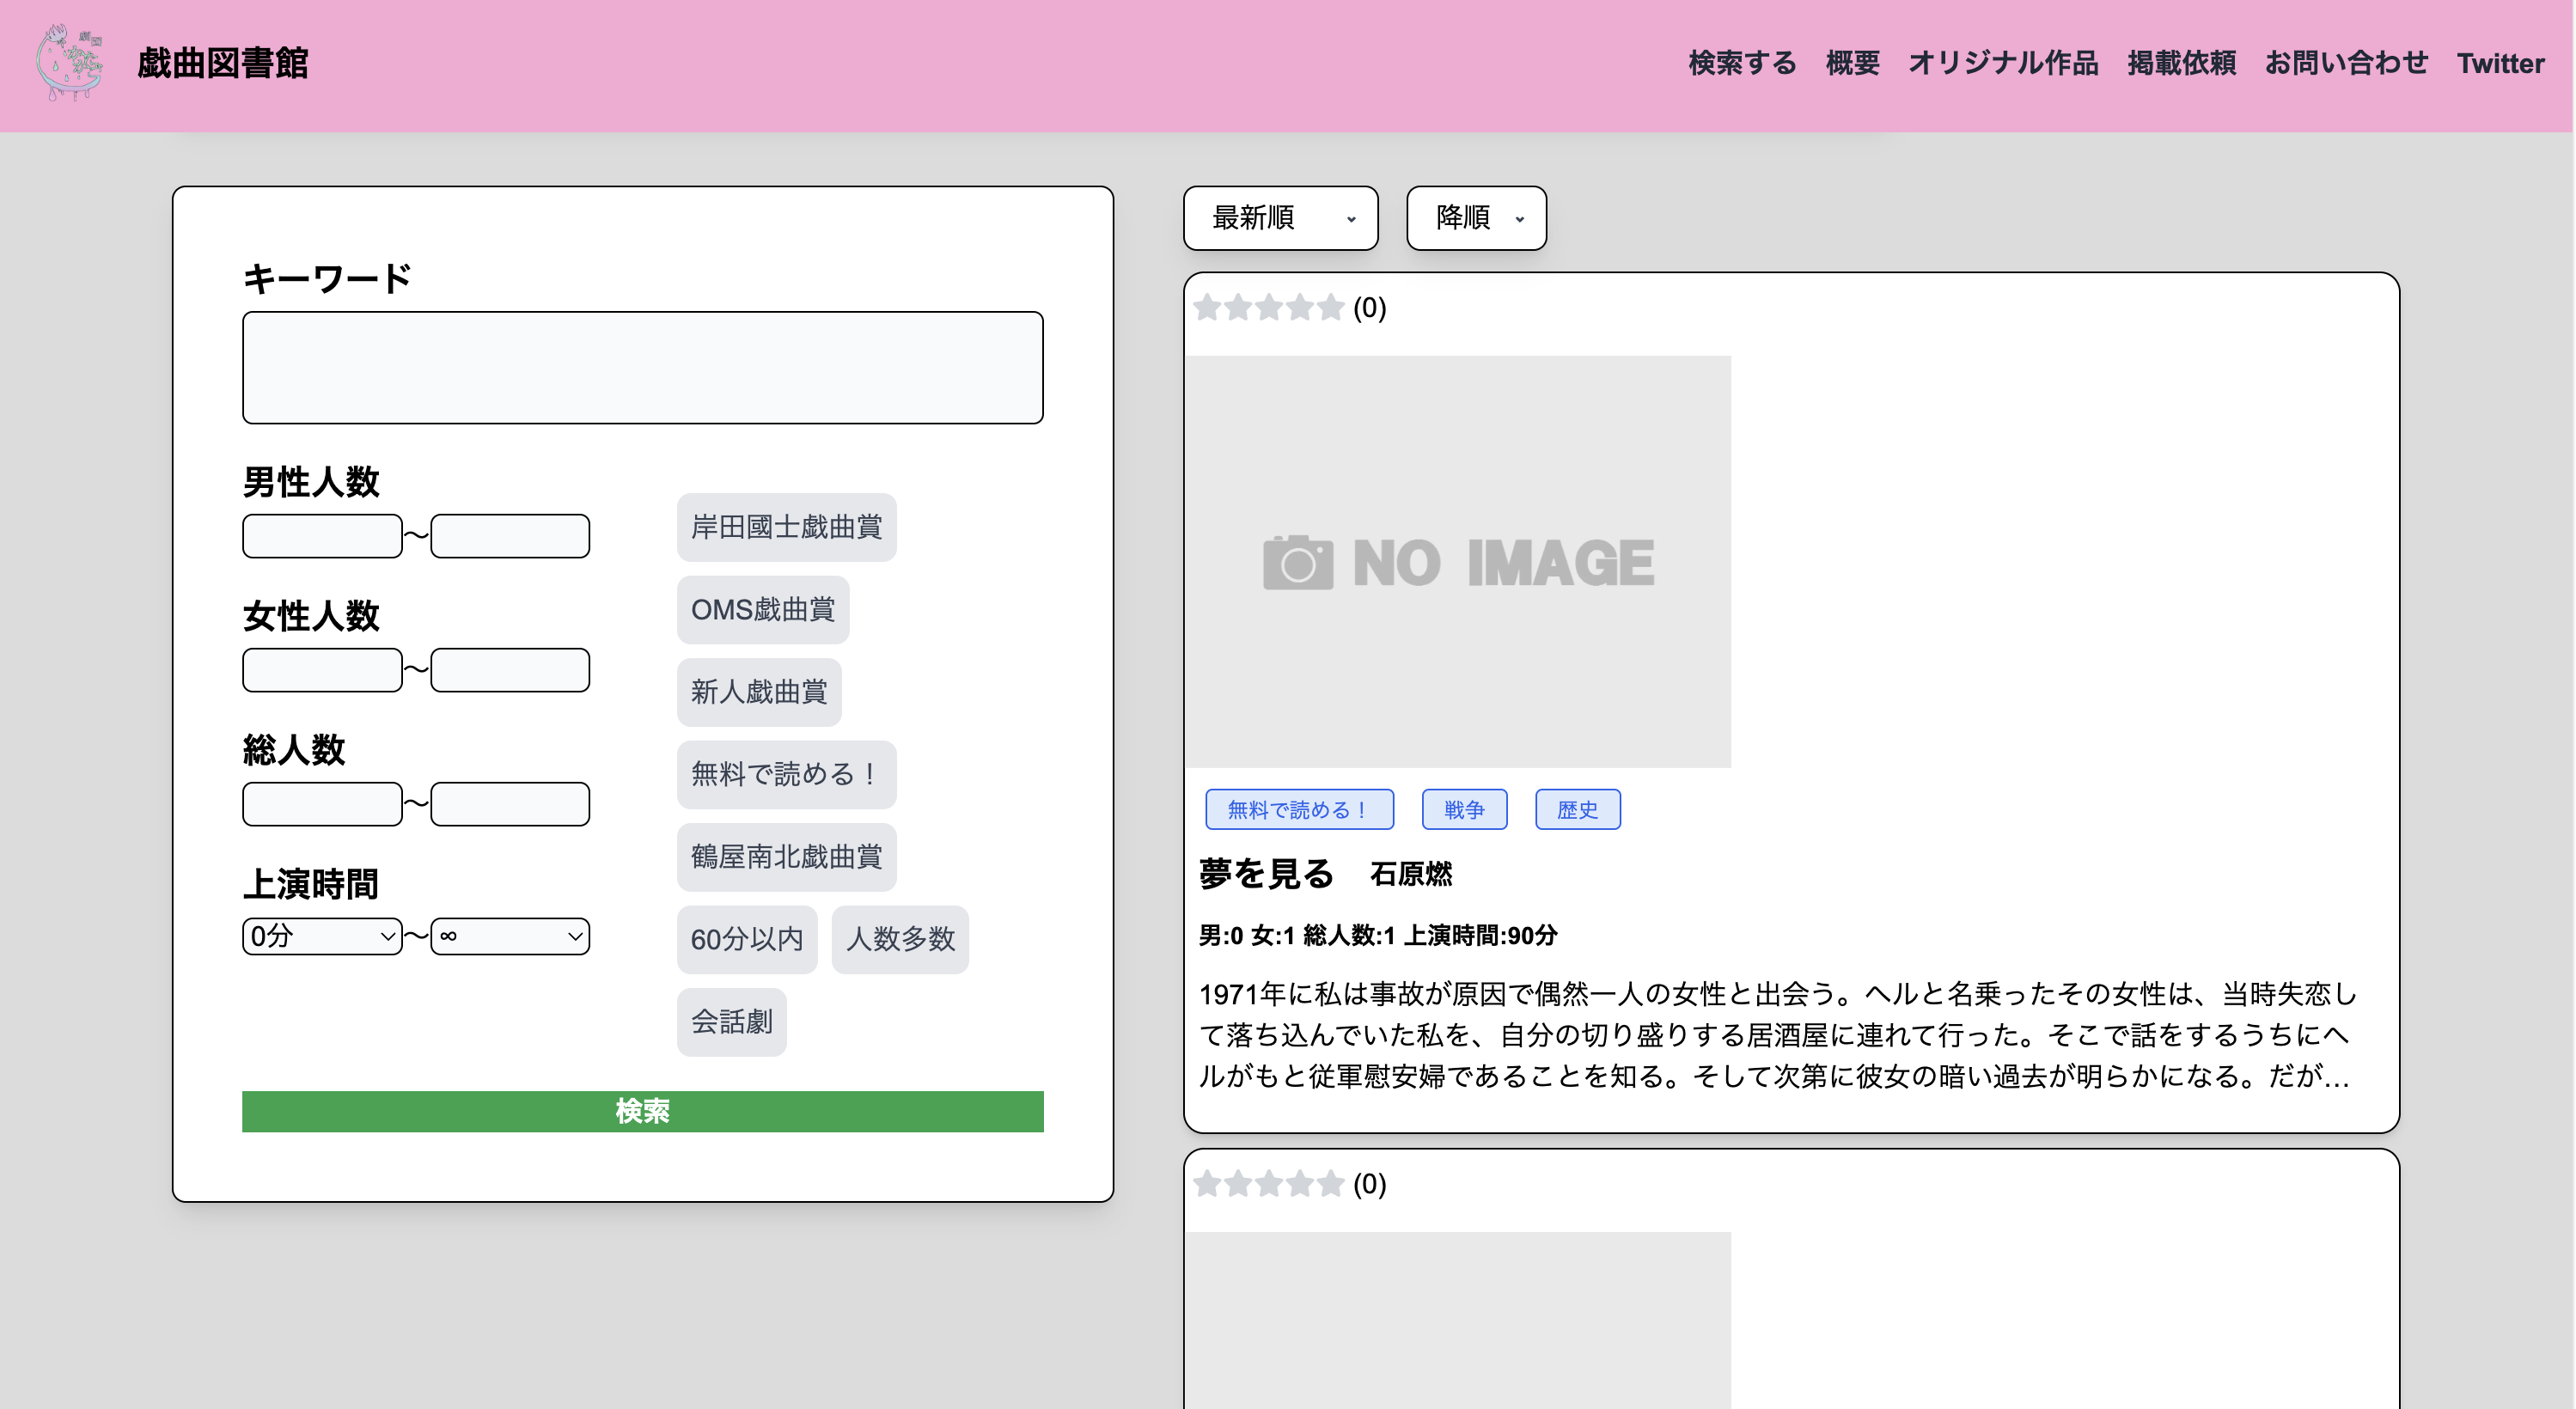 戯曲図書館
検索する 概要 オリジナル作品 掲載依頼 お問い合わせ Twitter
キーワード
男性人数
〜
女性人数
〜
総人数
〜
上演時間
0分 〜 ∞
岸田國士戯曲賞
OMS戯曲賞
新人戯曲賞
無料で読める！
鶴屋南北戯曲賞
60分以内 人数多数
会話劇
検索
最新順 降順
(0)
NO IMAGE
無料で読める！ 戦争 歴史
夢を見る 石原燃
男:0 女:1 総人数:1 上演時間:90分
1971年に私は事故が原因で偶然一人の女性と出会う。ヘルと名乗ったその女性は、当時失恋し
て落ち込んでいた私を、自分の切り盛りする居酒屋に連れて行った。そこで話をするうちにヘ
ルがもと従軍慰安婦であることを知る。そして次第に彼女の暗い過去が明らかになる。だが…
(0)